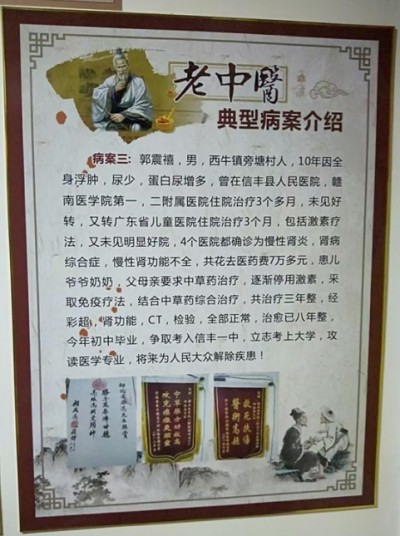 老中醫
典型病案介绍
病案三：郭震禧，男，西牛镇旁塘村人，10年因全
身浮肿，尿少，蛋白尿增多，曾在信丰县人民医院，赣
南医学院第一，二附属医院住院治疗3个多月，未见好
转，又转广东省儿童医院住院治疗3个月，包括激素疗
法，又未见明显好院，4个医院都确诊为慢性肾炎，肾病
综合症，慢性肾功能不全，共花去医药费7万多元，患儿
爷爷奶奶，父母亲要求中草药治疗，逐渐停用激素，采
取免疫疗法，结合中草药综合治疗，共治疗三年整，经
彩超，肾功能，CT，检验，全部正常，治愈已八年整，
今年初中毕业，争取考入信丰一中，立志考上大学，攻
读医学专业，将来为人民大众解除疾患！
救死扶伤
醫術高超